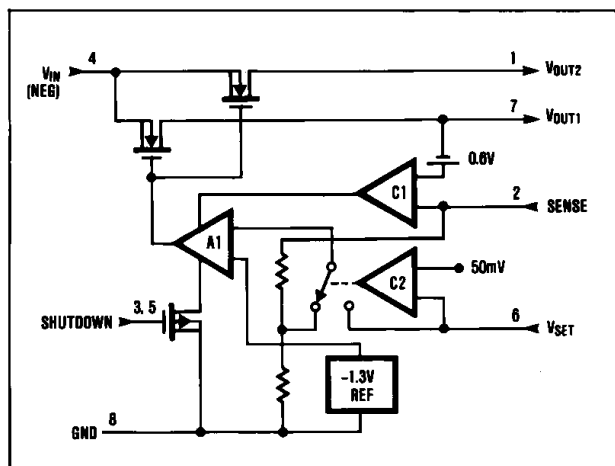 4
V_IN
(NEG)
1
V_OUT2
7
V_OUT1
0.6V
C1
2
SENSE
A1
C2
50mV
3, 5
SHUTDOWN
6
V_SET
-1.3V
REF
8
GND